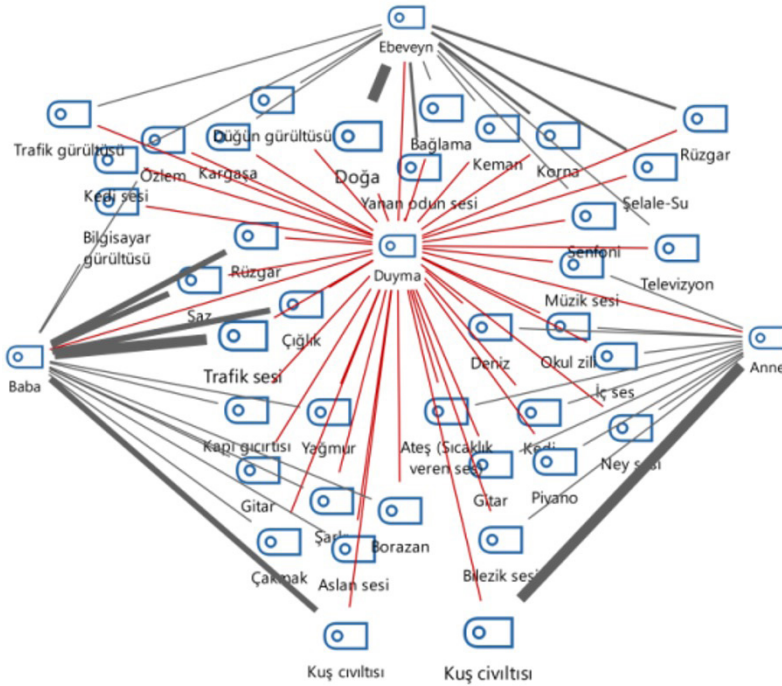 Ebeveyn
Trafik gürültüsü
Düğün gürültüsü
Bağlama
Keman
Korna
Rüzgar
Özlem
Kargaşa
Doğa
Kedi sesi
Yanan odun sesi
Şelale-Su
Bilgisayar
gürültüsü
Rüzgar
Duyma
Senfoni
Televizyon
Saz
Çığlık
Müzik sesi
Baba
Trafik sesi
Deniz
Okul zili
Anne
İç ses
Kapı gıcırtısı
Yağmur
Ateş (Sıcaklık
veren ses)
Kedi
Ney sesi
Gitar
Gitar
Piyano
Şarkı
Borazan
Çakmak
Aslan sesi
Bilezik sesi
Kuş cıvıltısı
Kuş cıvıltısı